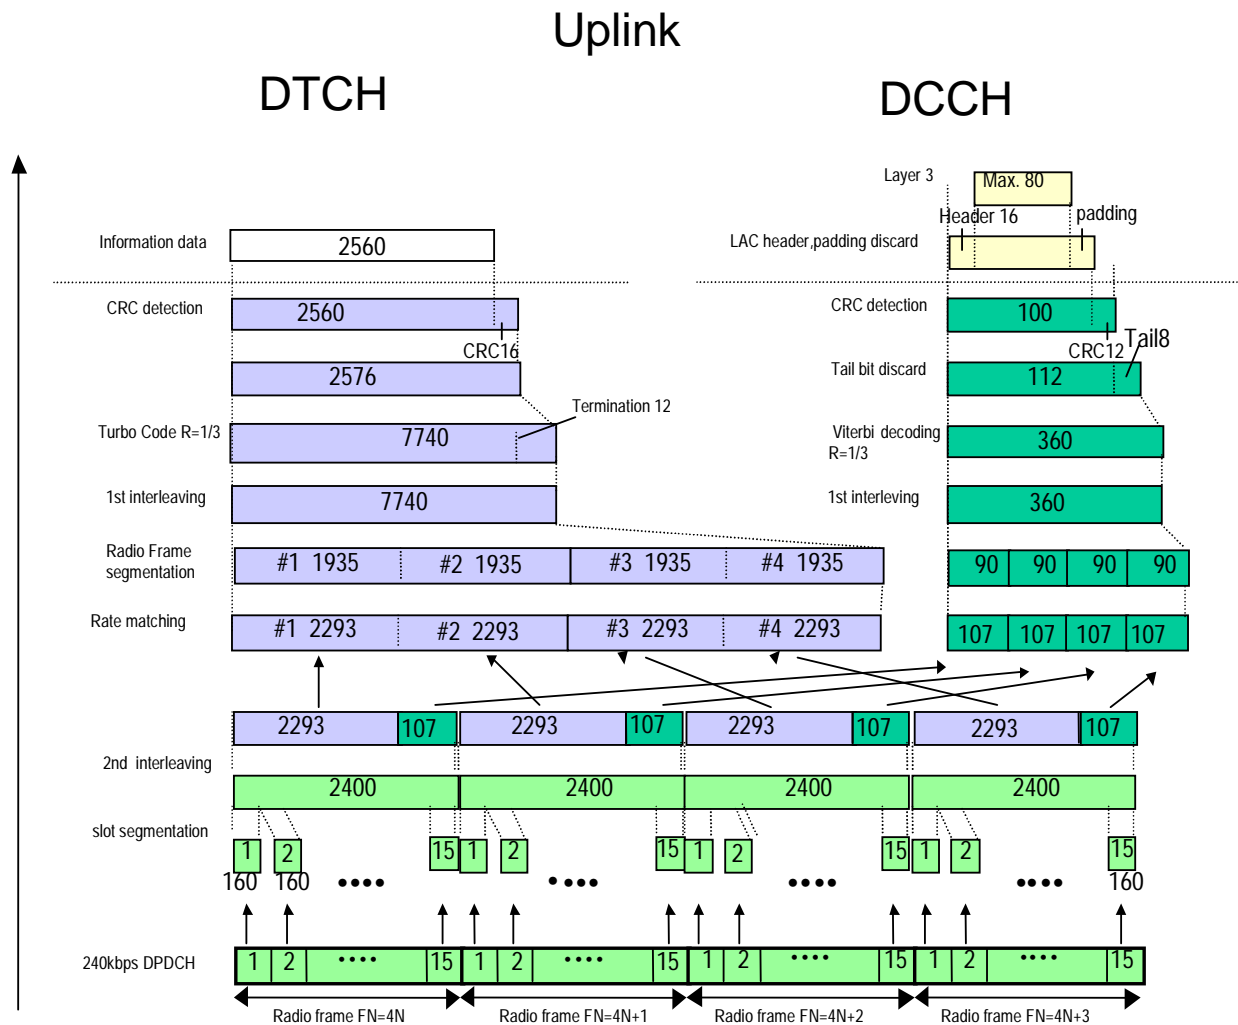 Uplink
DTCH
DCCH
Layer 3
Max. 80
Header 16
padding
Information data
2560
LAC header,padding discard
CRC detection
2560
CRC16
CRC detection
100
CRC12
Tail8
2576
Tail bit discard
112
Termination 12
Turbo Code R=1/3
7740
Viterbi decoding
R=1/3
360
1st interleaving
7740
1st interleving
360
Radio Frame
segmentation
#1 1935
#2 1935
#3 1935
#4 1935
90
90
90
90
Rate matching
#1 2293
#2 2293
#3 2293
#4 2293
107
107
107
107
2293
107
2293
107
2293
107
2293
107
2nd interleaving
2400
2400
2400
2400
slot segmentation
1
2
15
1
2
15
1
2
15
1
2
15
160
160
••••
••••
••••
••••
160
240kbps DPDCH
1
2
••••
15
1
2
••••
15
1
2
••••
15
1
2
••••
15
Radio frame FN=4N
Radio frame FN=4N+1
Radio frame FN=4N+2
Radio frame FN=4N+3